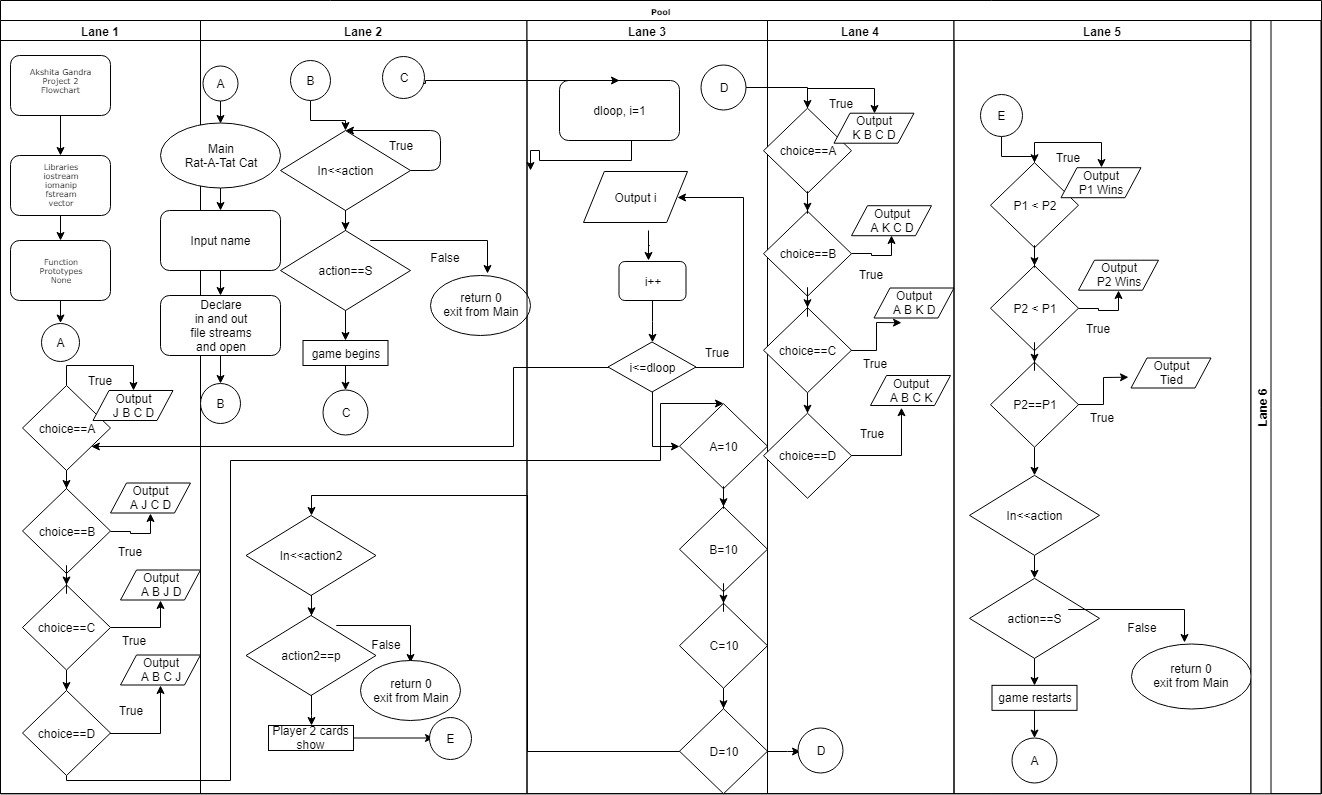 Pool
Lane 1
Lane 2
Lane 3
Lane 4
Lane 5
Lane 6
Akshita Gandra
Project 2
Flowchart
Libraries
iostream
iomanip
fstream
vector
Function
Prototypes
None
A
True
Output
J B C D
choice==A
Output
A J C D
choice==B
True
Output
A B J D
choice==C
True
Output
A B C J
True
choice==D
A
Main
Rat-A-Tat Cat
Input name
Declare
in and out
file streams
and open
B
B
True
In<<action
action==S
False
return 0
exit from Main
game begins
C
In<<action2
action2==p
False
return 0
exit from Main
Player 2 cards
show
E
C
dloop, i=1
Output i
i++
i<=dloop
True
A=10
B=10
C=10
D=10
D
D
True
Output
K B C D
choice==A
Output
A K C D
choice==B
True
Output
A B K D
choice==C
True
Output
A B C K
True
choice==D
E
True
Output
P1 Wins
P1 < P2
Output
P2 Wins
P2 < P1
True
Output
Tied
P2==P1
True
In<<action
action==S
False
return 0
exit from Main
game restarts
A